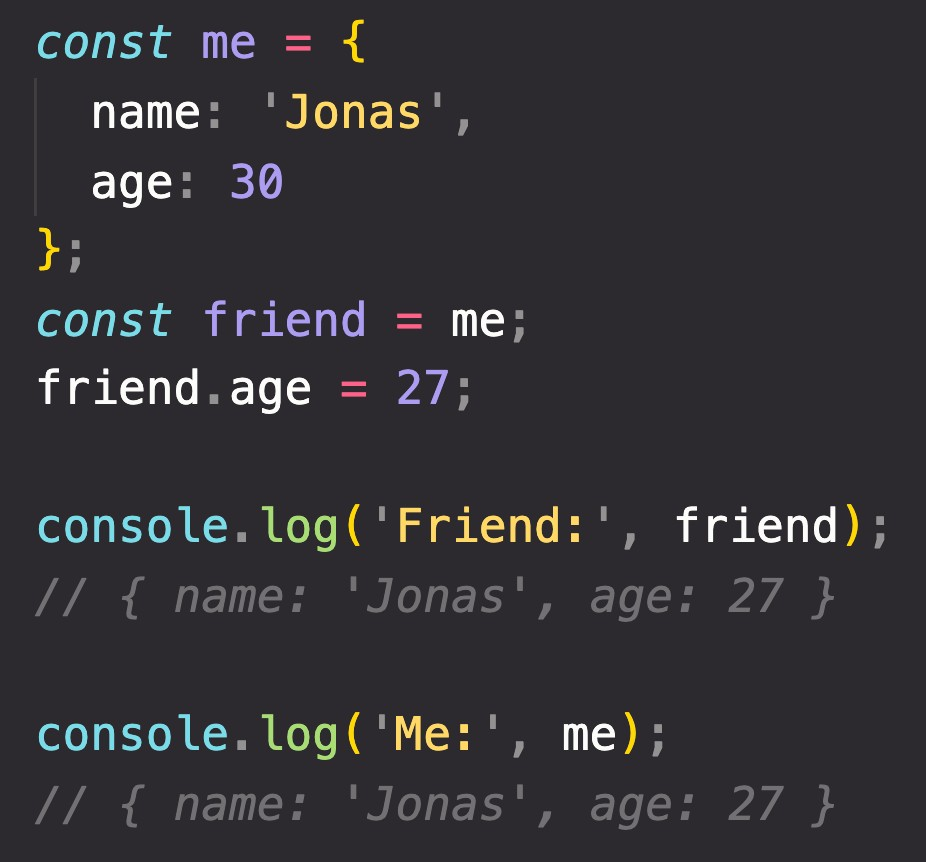 const me = {
  name: 'Jonas',
  age: 30
};
const friend = me;
friend.age = 27;

console.log('Friend:', friend);
// { name: 'Jonas', age: 27 }

console.log('Me:', me);
// { name: 'Jonas', age: 27 }